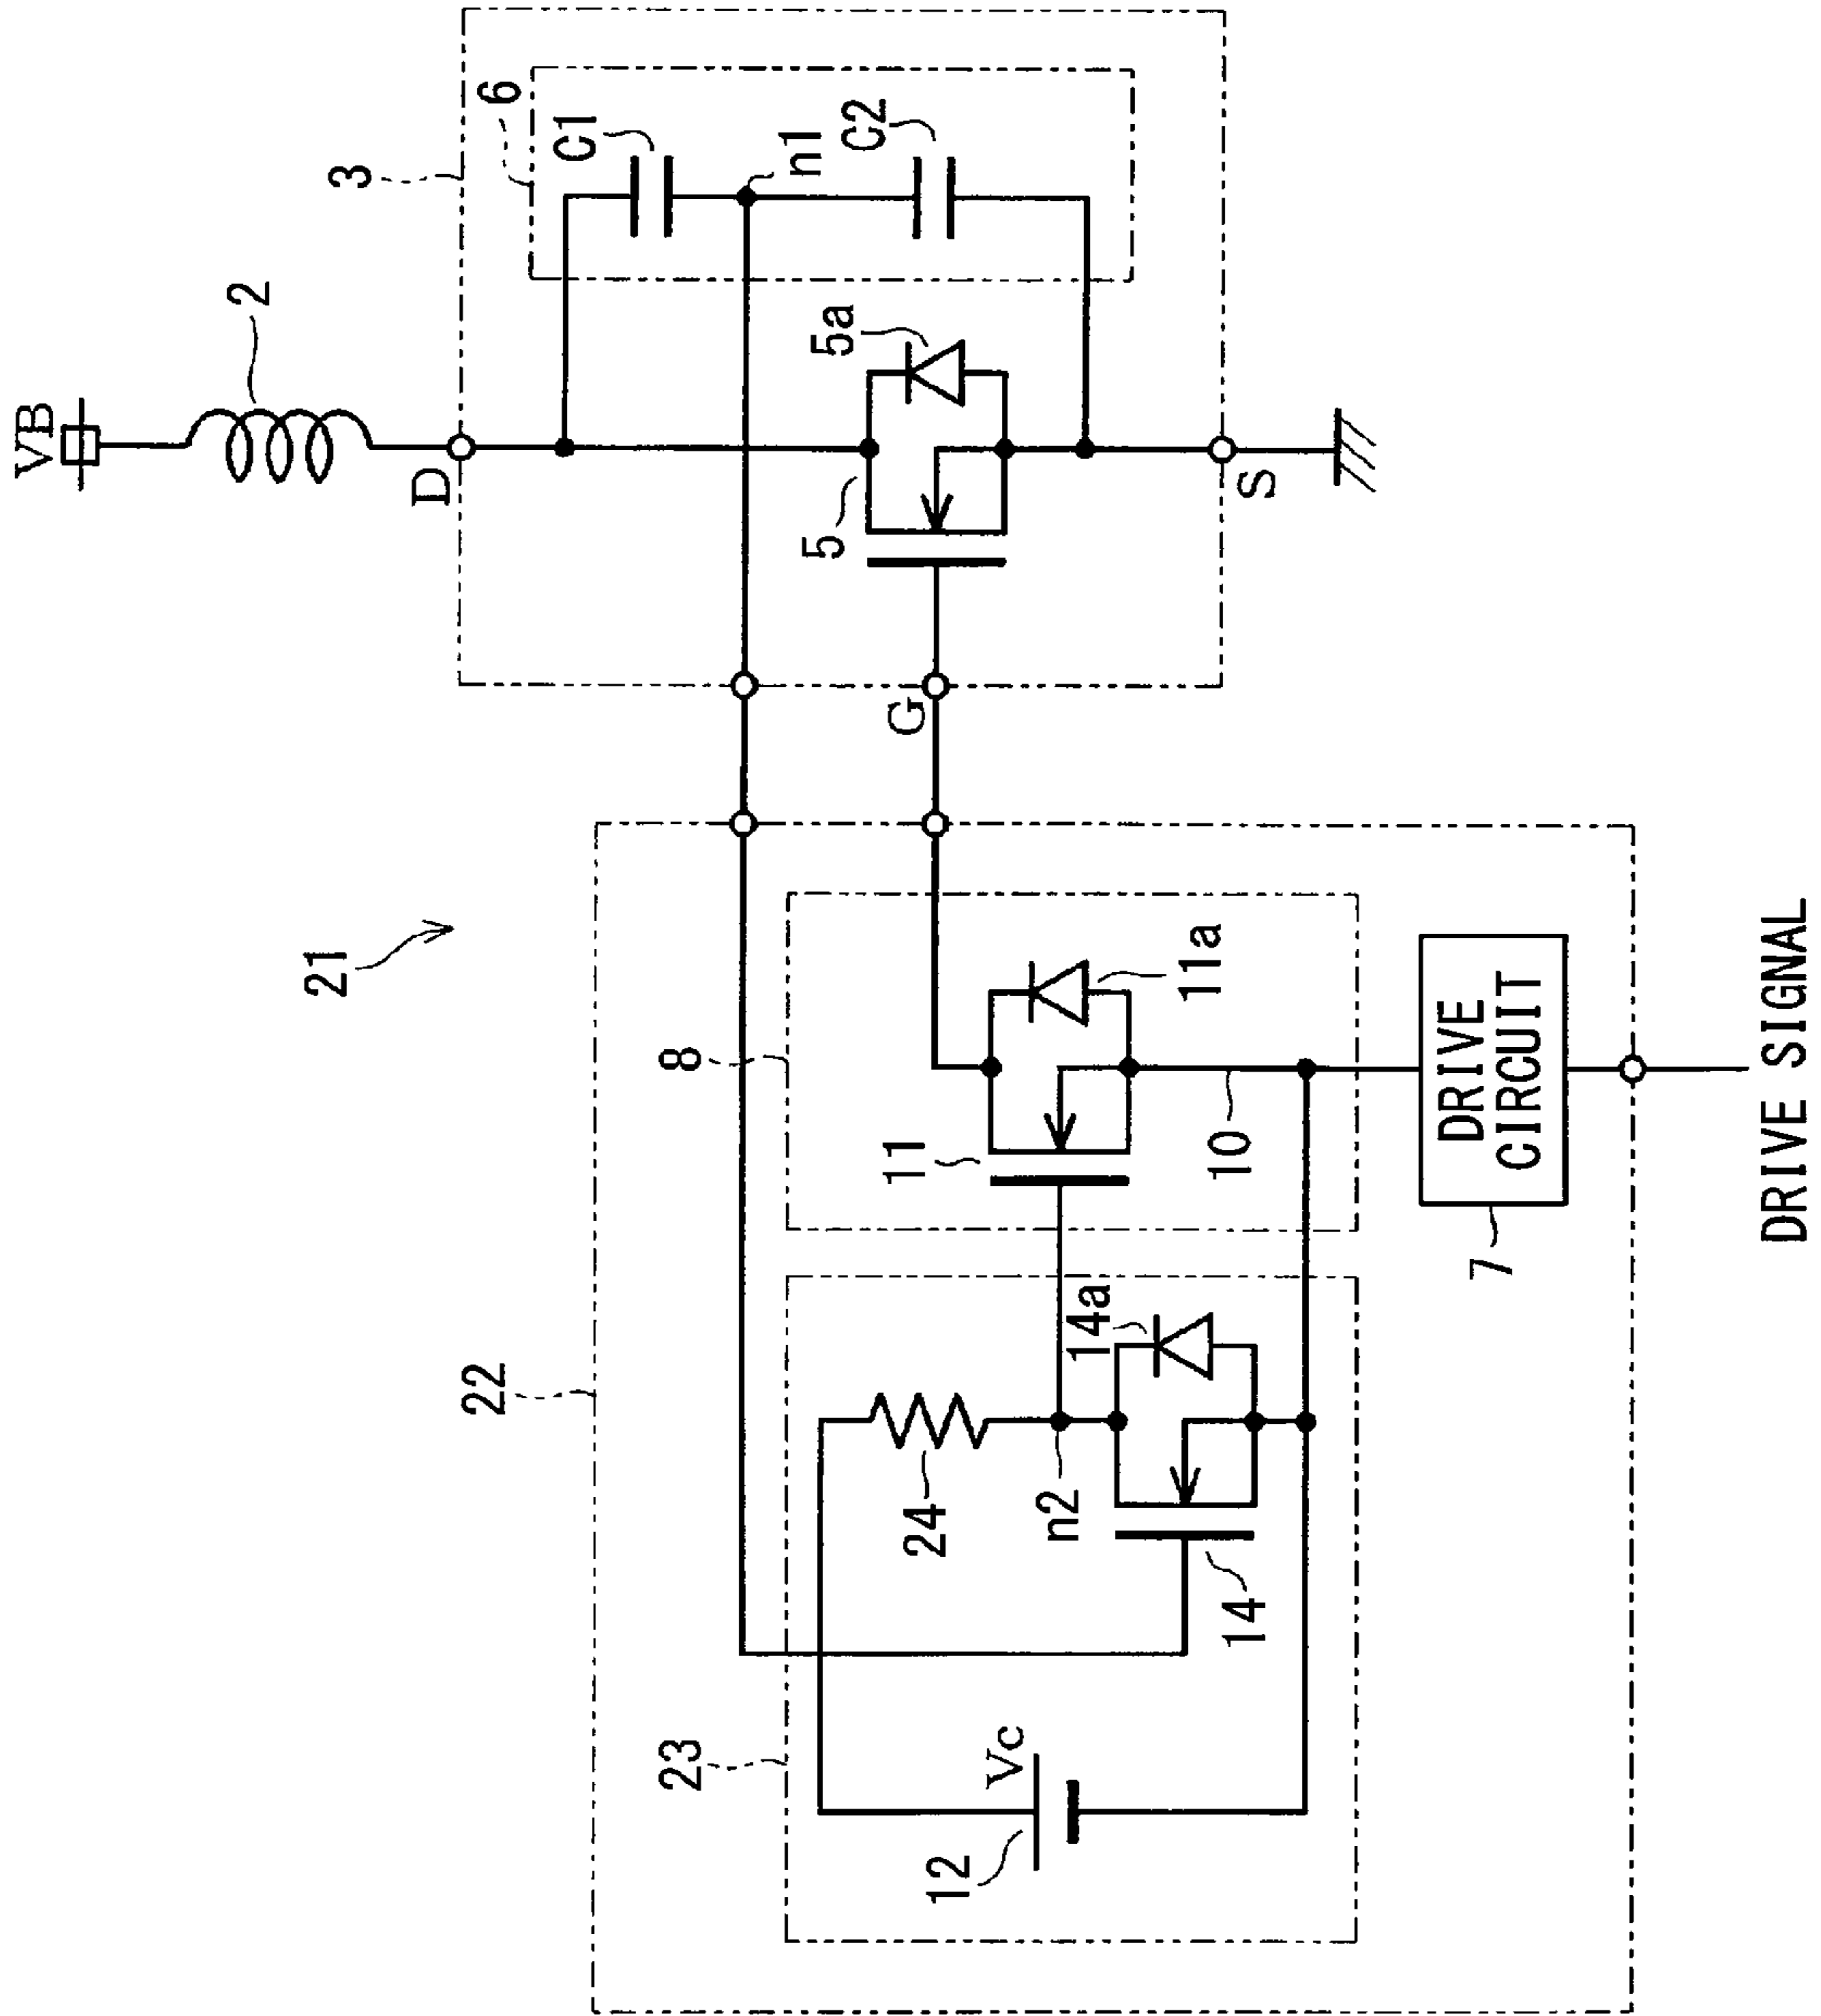 VB
2
D
3
6
C1
n1
C2
5a
5
S
G
21
22
8
11a
11
10
DRIVE
CIRCUIT
7
DRIVE SIGNAL
23
24
n2
14a
14
Vc
12